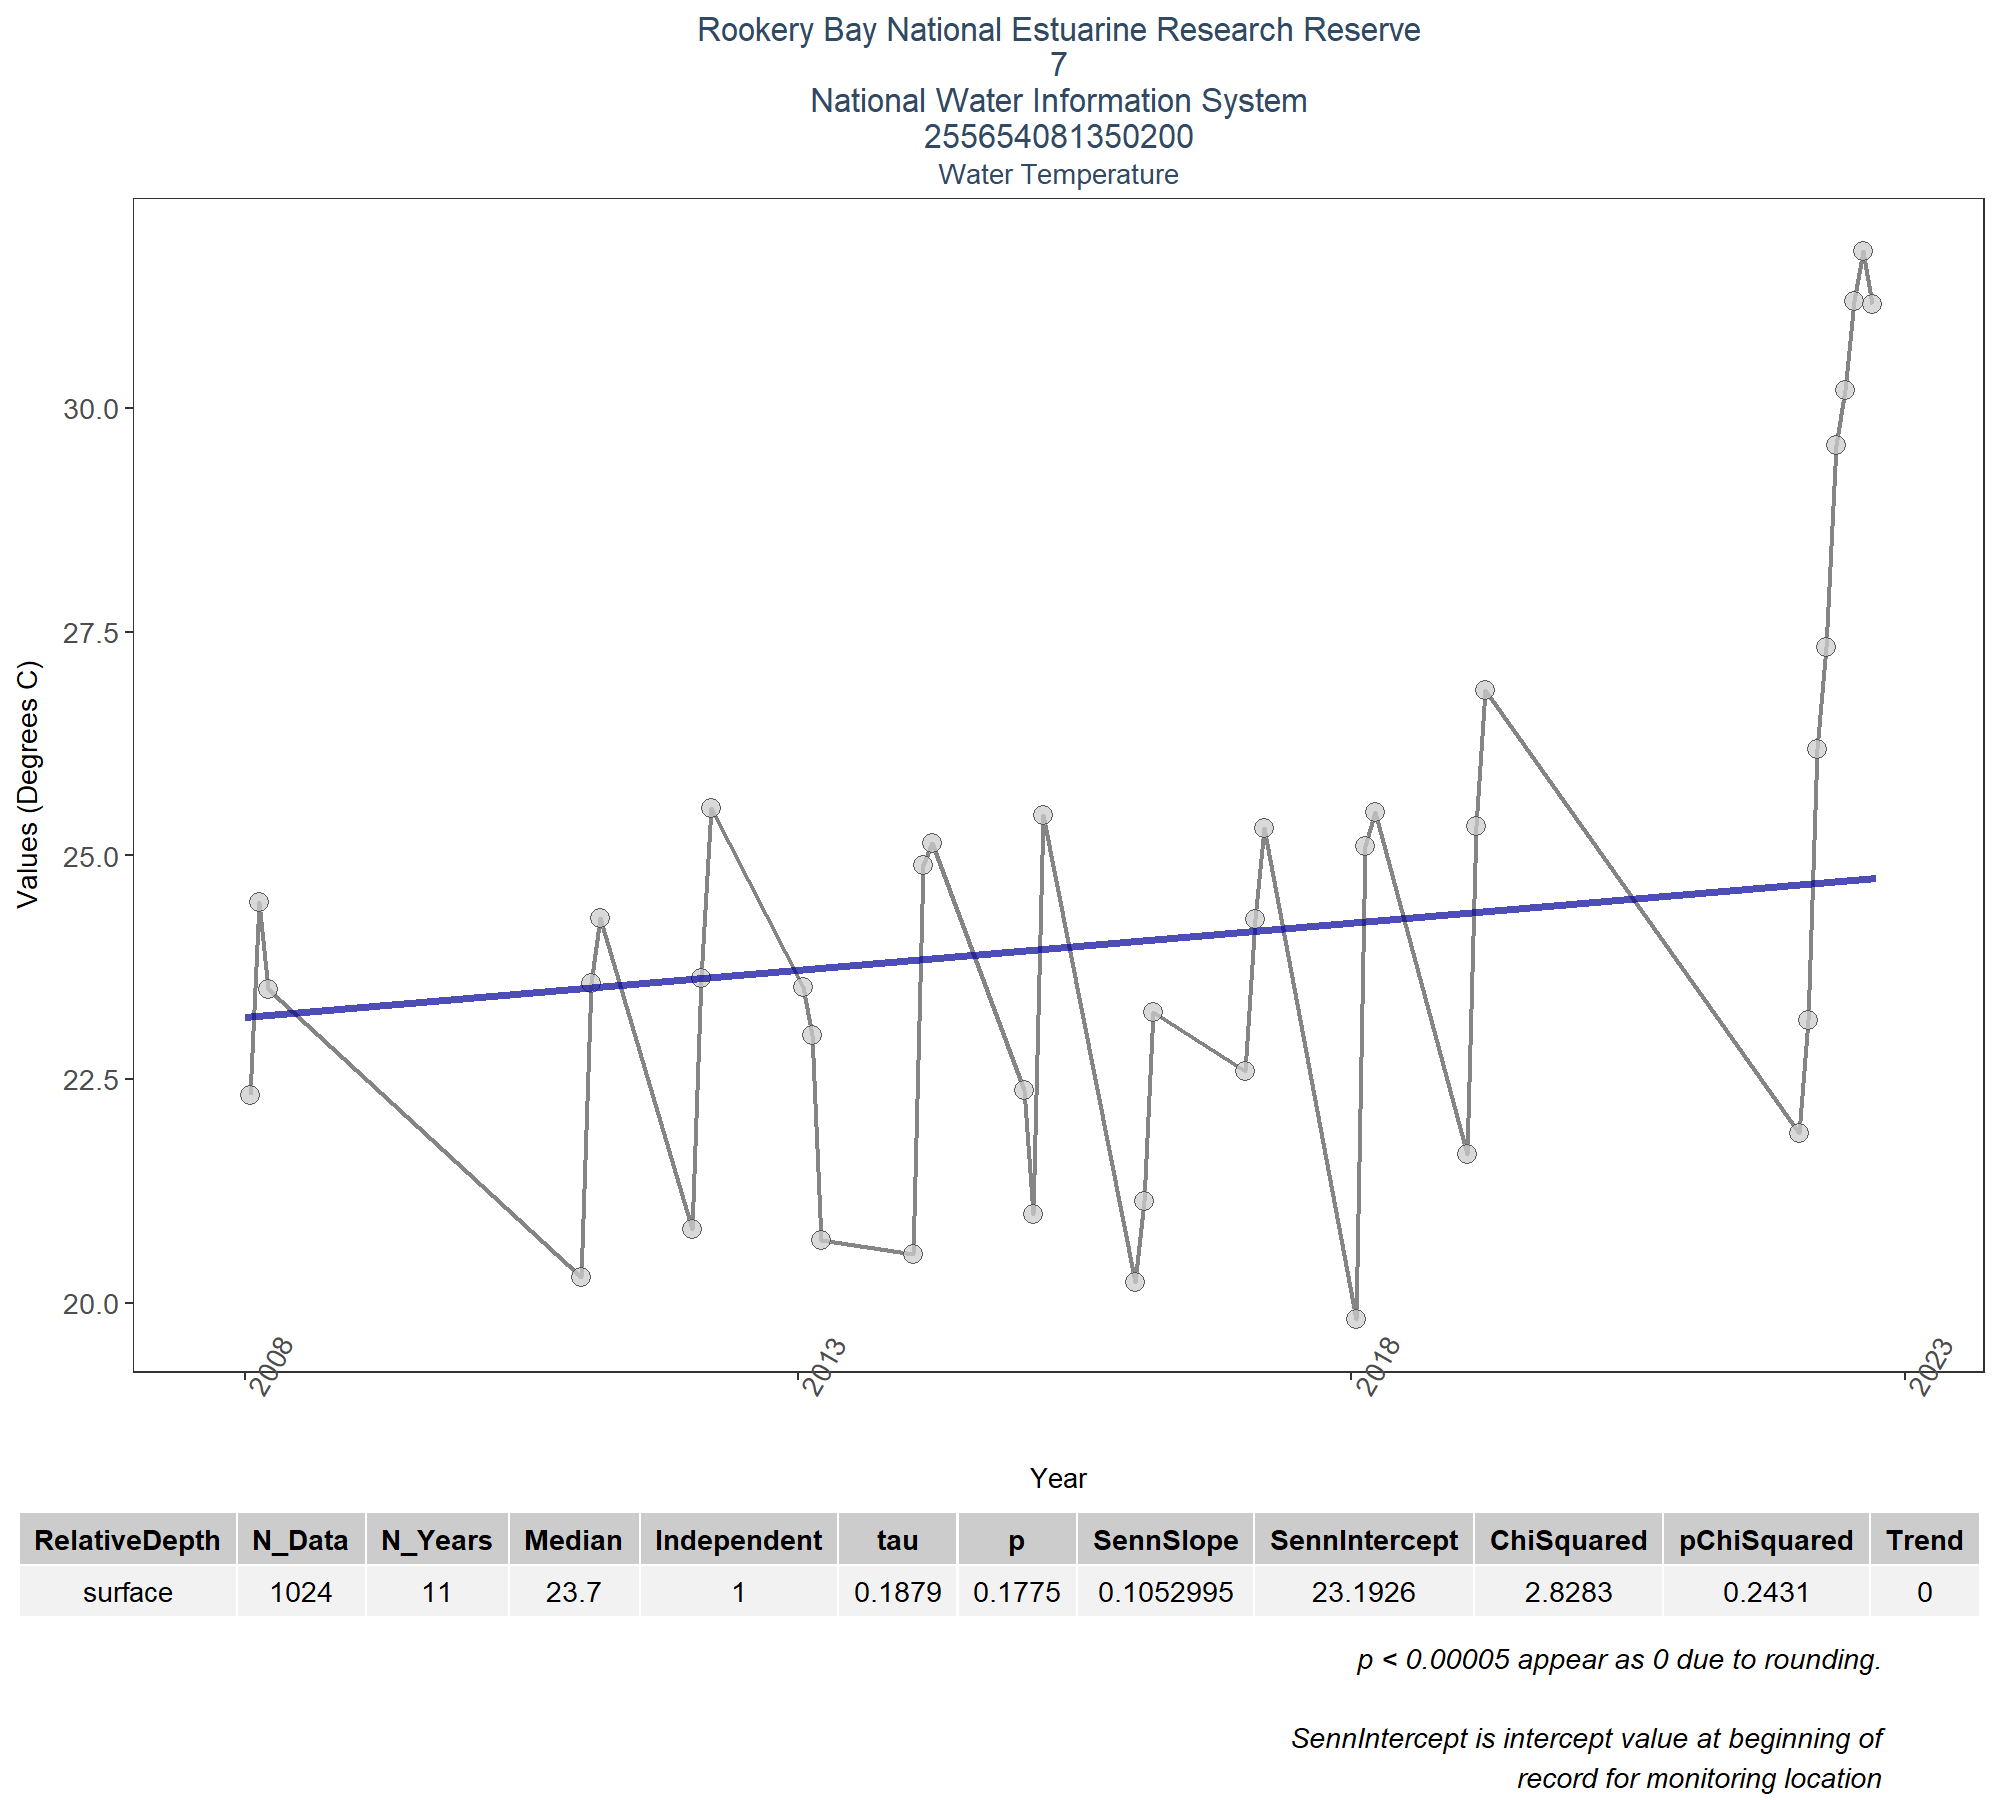 Rookery Bay National Estuarine Research Reserve
7
National Water Information System
255654081350200
Water Temperature
Values (Degrees C)
30.0
27.5
25.0
22.5
20.0
2008
2013
2018
2023
Year
RelativeDepth N_Data N_Years Median Independent tau p SennSlope SennIntercept ChiSquared pChiSquared Trend
surface 1024 11 23.7 1 0.1879 0.1775 0.1052995 23.1926 2.8283 0.2431 0
p < 0.00005 appear as 0 due to rounding.
SennIntercept is intercept value at beginning of
record for monitoring location